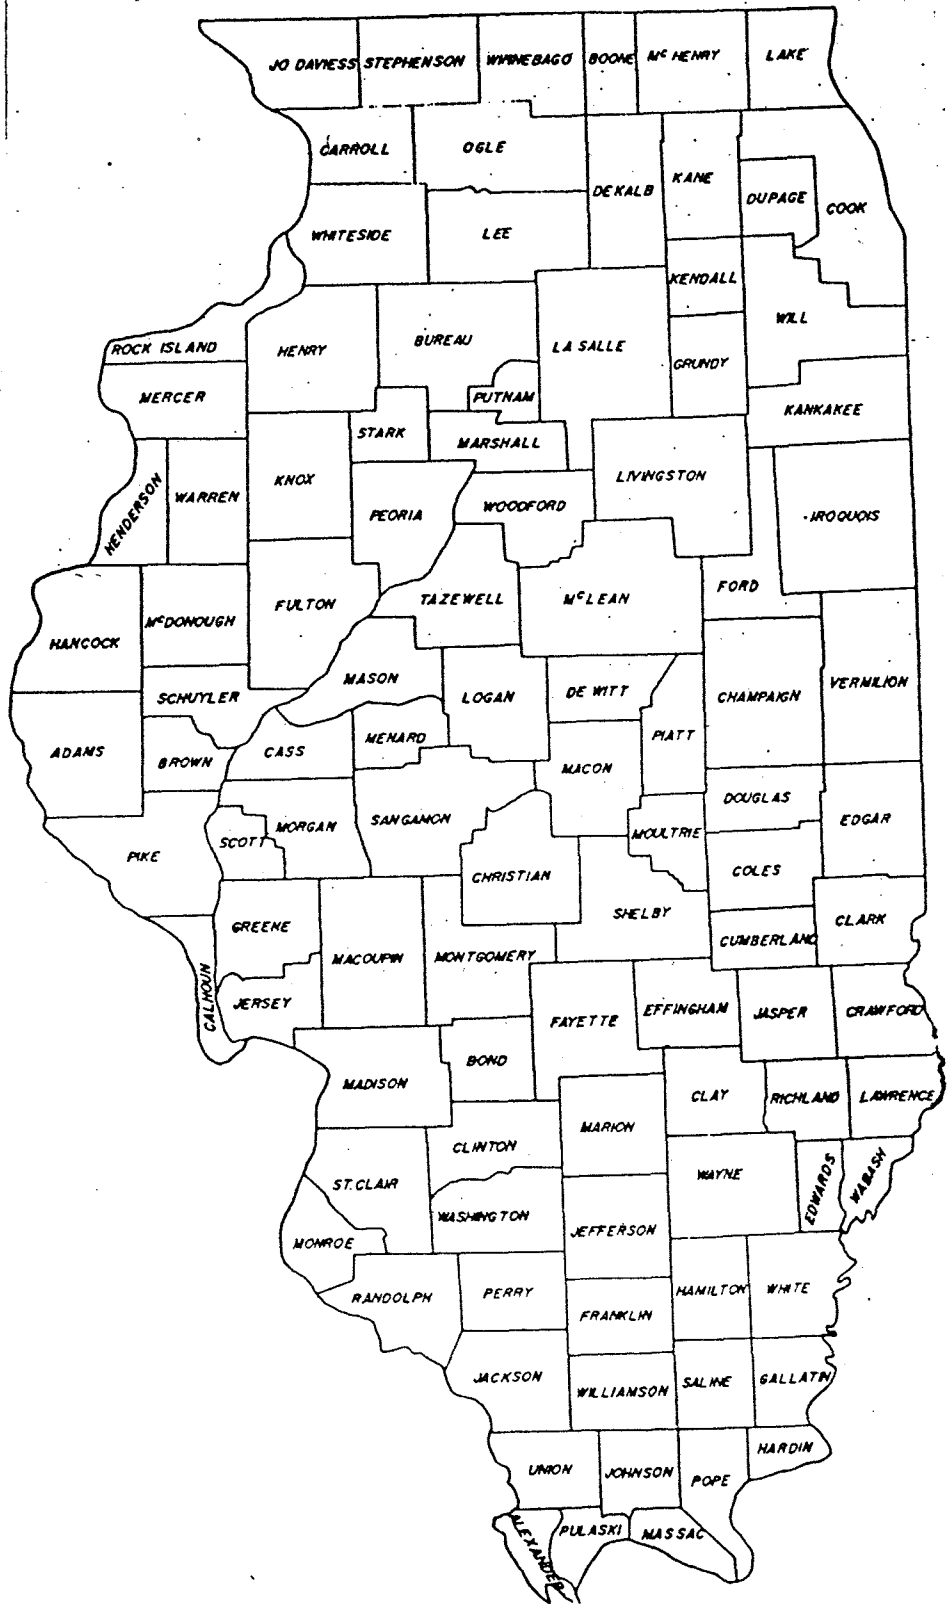 JO DAVIESS
STEPHENSON
WINNEBAGO
BOONE
McHENRY
LAKE
CARROLL
OGLE
DEKALB
KANE
DUPAGE
COOK
WHITESIDE
LEE
KENDALL
WILL
ROCK ISLAND
HENRY
BUREAU
LA SALLE
GRUNDY
MERCER
PUTNAM
KANKAKEE
STARK
MARSHALL
HENDERSON
WARREN
KNOX
PEORIA
WOODFORD
LIVINGSTON
IROQUOIS
HANCOCK
McDONOUGH
FULTON
TAZEWELL
McLEAN
FORD
SCHUYLER
MASON
LOGAN
DE WITT
CHAMPAIGN
VERMILION
ADAMS
BROWN
CASS
MENARD
MACON
PIATT
PIKE
SCOTT
MORGAN
SANGAMON
CHRISTIAN
MOULTRIE
DOUGLAS
EDGAR
COLES
GREENE
MACOUPIN
MONTGOMERY
SHELBY
CUMBERLAND
CLARK
CALHOUN
JERSEY
FAYETTE
EFFINGHAM
JASPER
CRAWFORD
MADISON
BOND
CLAY
RICHLAND
LAWRENCE
ST. CLAIR
CLINTON
MARION
WAYNE
EDWARDS
WABASH
MONROE
WASHINGTON
JEFFERSON
RANDOLPH
PERRY
FRANKLIN
HAMILTON
WHITE
JACKSON
WILLIAMSON
SALINE
GALLATIN
UNION
JOHNSON
POPE
HARDIN
ALEXANDER
PULASKI
MASSAC